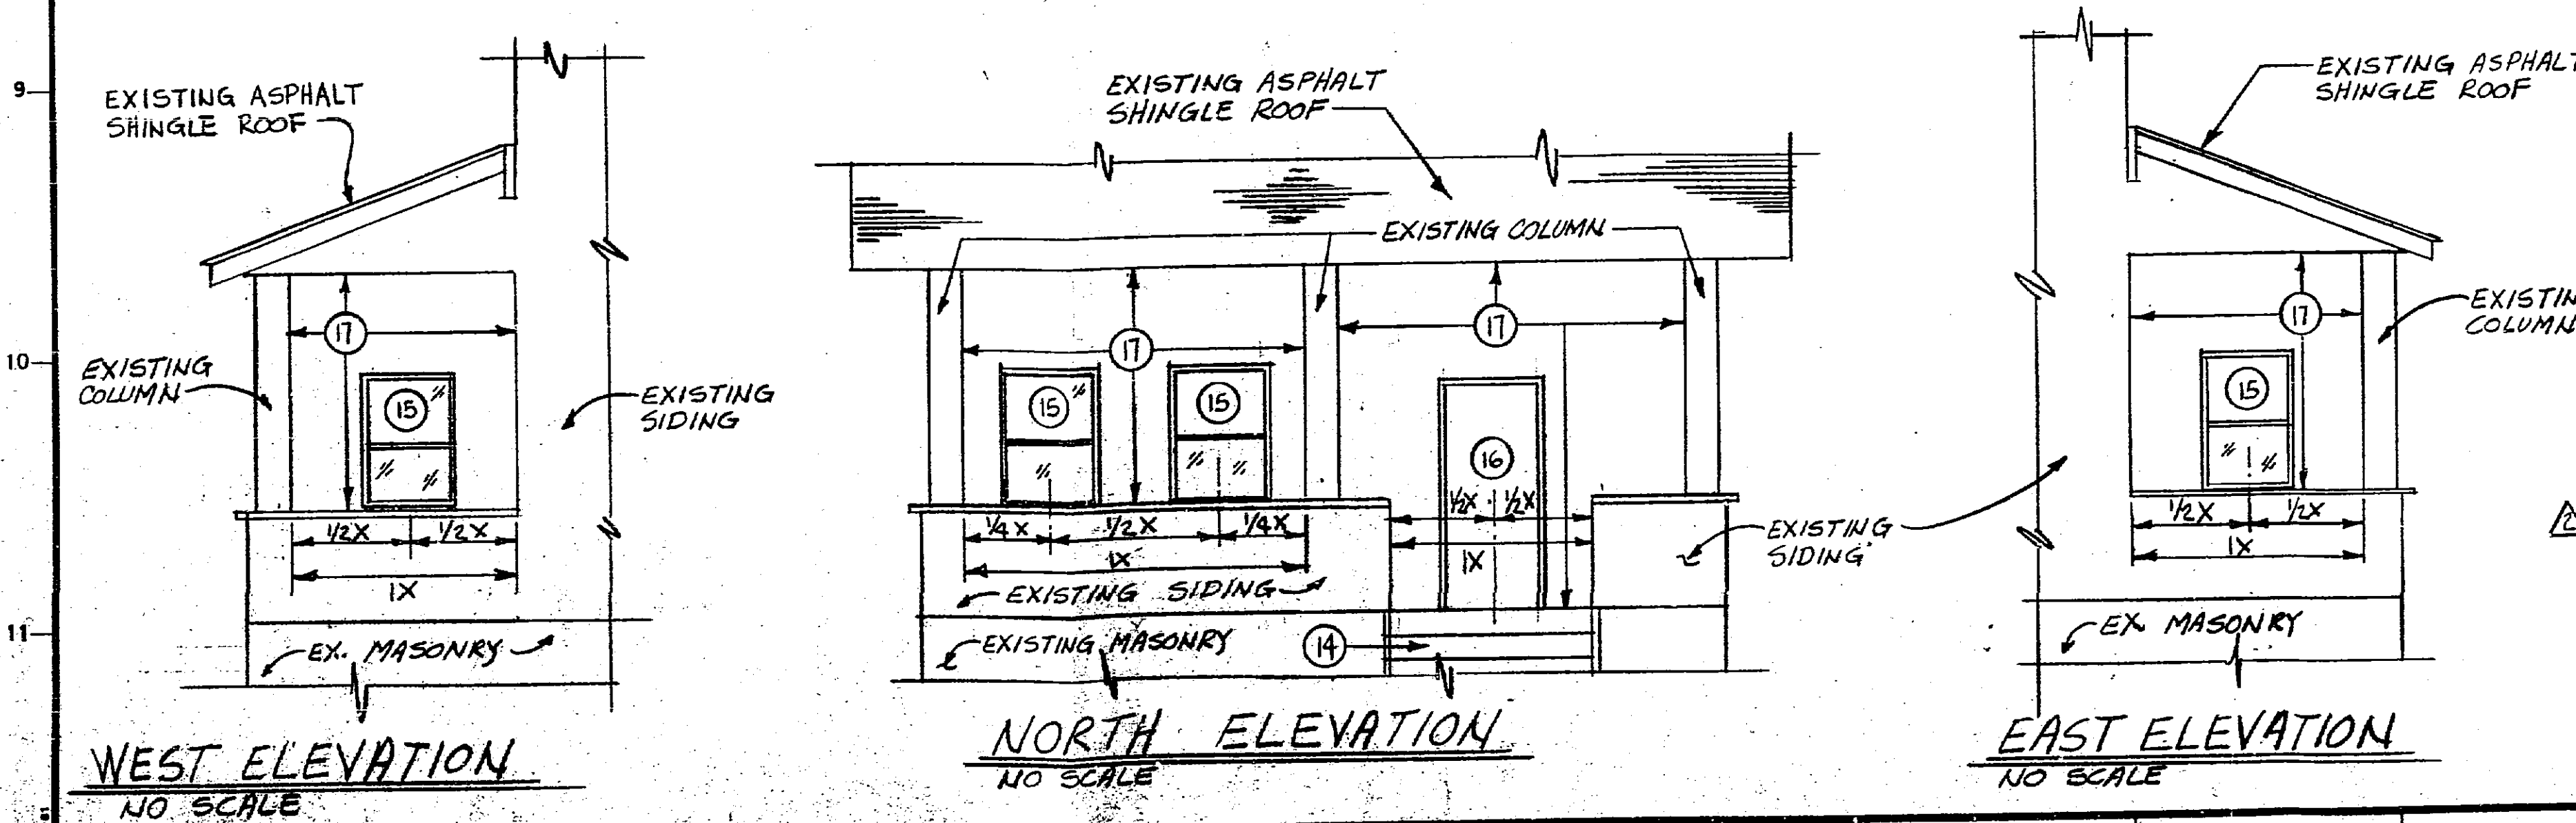 9
10
11
EXISTING ASPHALT
SHINGLE ROOF
EXISTING
COLUMN
17
15
EXISTING
SIDING
1/2X
1/2X
1X
EX. MASONRY
WEST ELEVATION
NO SCALE
EXISTING ASPHALT
SHINGLE ROOF
EXISTING COLUMN
17
17
15
15
16
1/4X
1/2X
1/4X
1X
1/2X
1/2X
1X
EXISTING SIDING
EXISTING MASONRY
14
EXISTING
SIDING
NORTH ELEVATION
NO SCALE
EXISTING ASPHALT
SHINGLE ROOF
17
15
COLUMN
1/2X
1/2X
1X
EX. MASONRY
EAST ELEVATION
NO SCALE